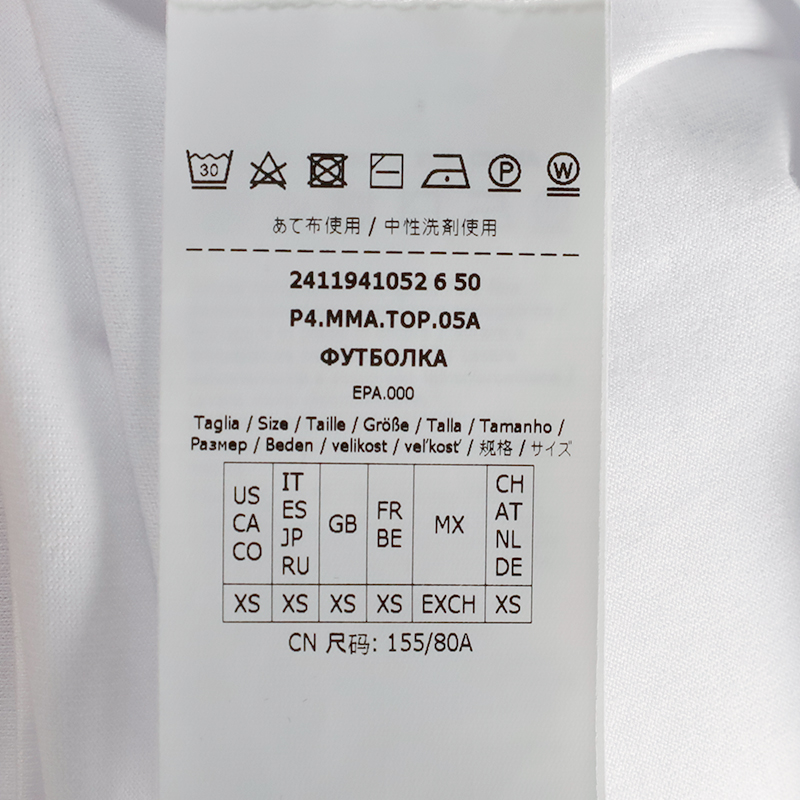 30 P W
あて布使用 / 中性洗剤使用
2411941052 6 50
P4.MMA.TOP.05A
ФУТБОЛКА
EPA.000
Taglia / Size / Taille / Größe / Talla / Tamanho /
Размер / Beden / velikost / veľkosť / 规格 / サイズ
US CA CO IT ES JP RU GB FR BE MX CH AT NL DE
XS XS XS XS EXCH XS
CN 尺码: 155/80A